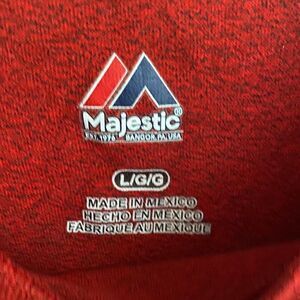 Majestic®
EST. 1976 BANGOR, PA, USA
L/G/G
MADE IN MEXICO
HECHO EN MEXICO
FABRIQUE AU MEXIQUE